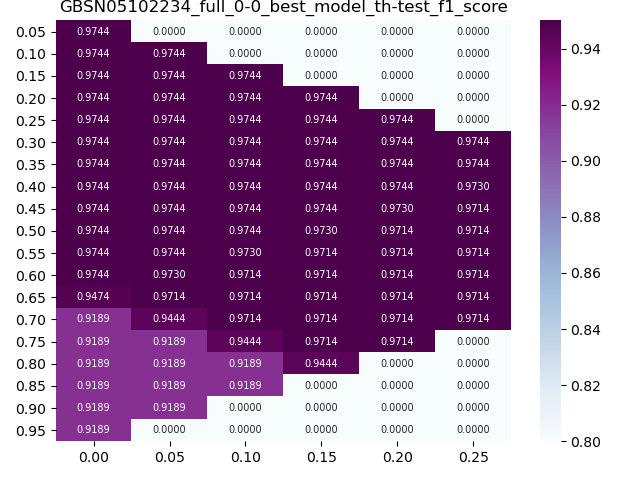 GBSN05102234_full_0-0_best_model_th-test_f1_score
0.05 0.9744 0.0000 0.0000 0.0000 0.0000 0.0000
0.10 0.9744 0.9744 0.0000 0.0000 0.0000 0.0000
0.15 0.9744 0.9744 0.9744 0.0000 0.0000 0.0000
0.20 0.9744 0.9744 0.9744 0.9744 0.0000 0.0000
0.25 0.9744 0.9744 0.9744 0.9744 0.9744 0.0000
0.30 0.9744 0.9744 0.9744 0.9744 0.9744 0.9744
0.35 0.9744 0.9744 0.9744 0.9744 0.9744 0.9744
0.40 0.9744 0.9744 0.9744 0.9744 0.9744 0.9730
0.45 0.9744 0.9744 0.9744 0.9744 0.9730 0.9714
0.50 0.9744 0.9744 0.9744 0.9730 0.9714 0.9714
0.55 0.9744 0.9744 0.9730 0.9714 0.9714 0.9714
0.60 0.9744 0.9730 0.9714 0.9714 0.9714 0.9714
0.65 0.9474 0.9714 0.9714 0.9714 0.9714 0.9714
0.70 0.9189 0.9444 0.9714 0.9714 0.9714 0.9714
0.75 0.9189 0.9189 0.9444 0.9714 0.9714 0.0000
0.80 0.9189 0.9189 0.9189 0.9444 0.0000 0.0000
0.85 0.9189 0.9189 0.9189 0.0000 0.0000 0.0000
0.90 0.9189 0.9189 0.0000 0.0000 0.0000 0.0000
0.95 0.9189 0.0000 0.0000 0.0000 0.0000 0.0000
0.00 0.05 0.10 0.15 0.20 0.25
0.94
0.92
0.90
0.88
0.86
0.84
0.82
0.80